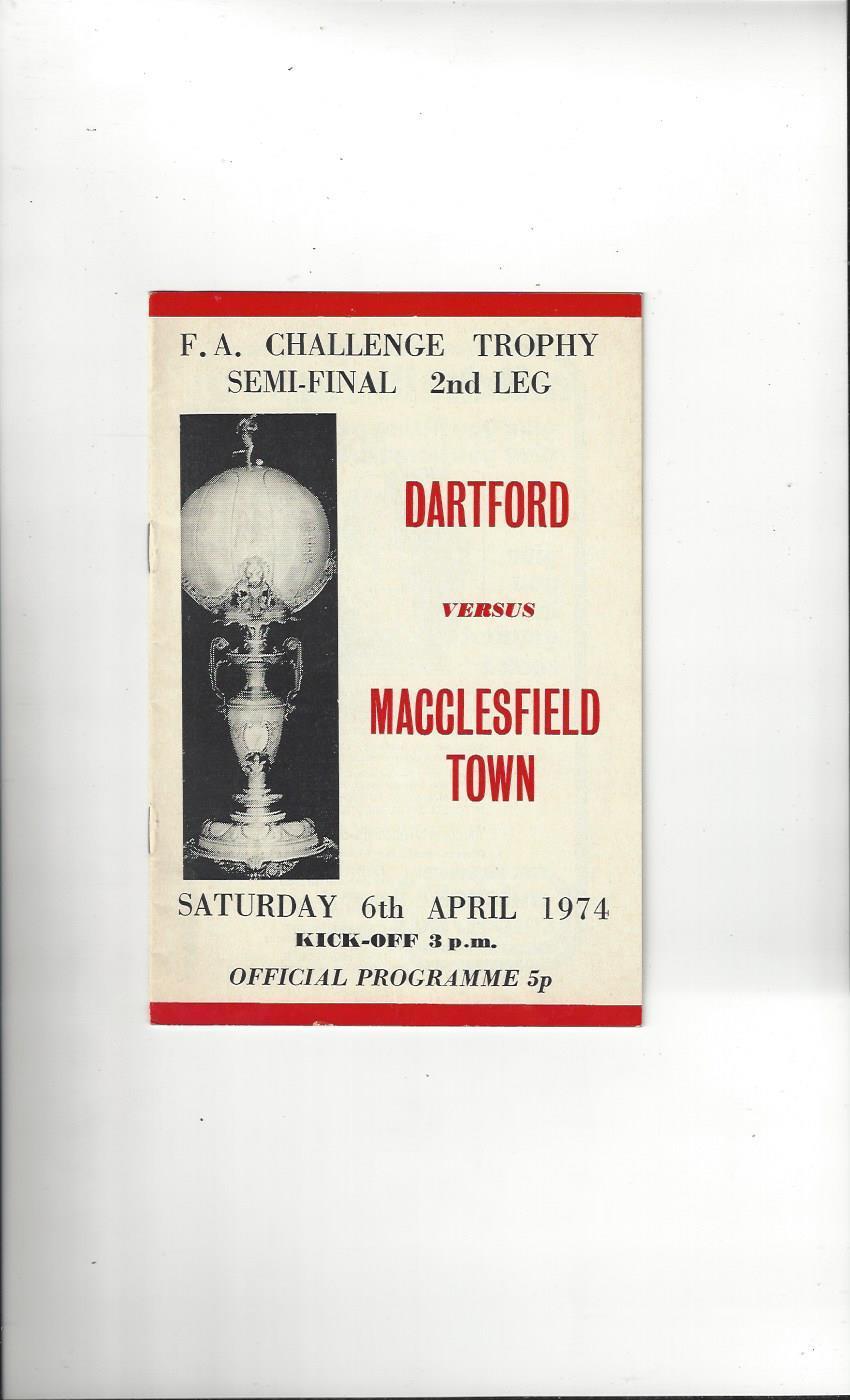 F.A. CHALLENGE TROPHY
SEMI-FINAL 2nd LEG
DARTFORD
VERSUS
MACCLESFIELD
TOWN
SATURDAY 6th APRIL 1974
KICK-OFF 3 p.m.
OFFICIAL PROGRAMME 5p